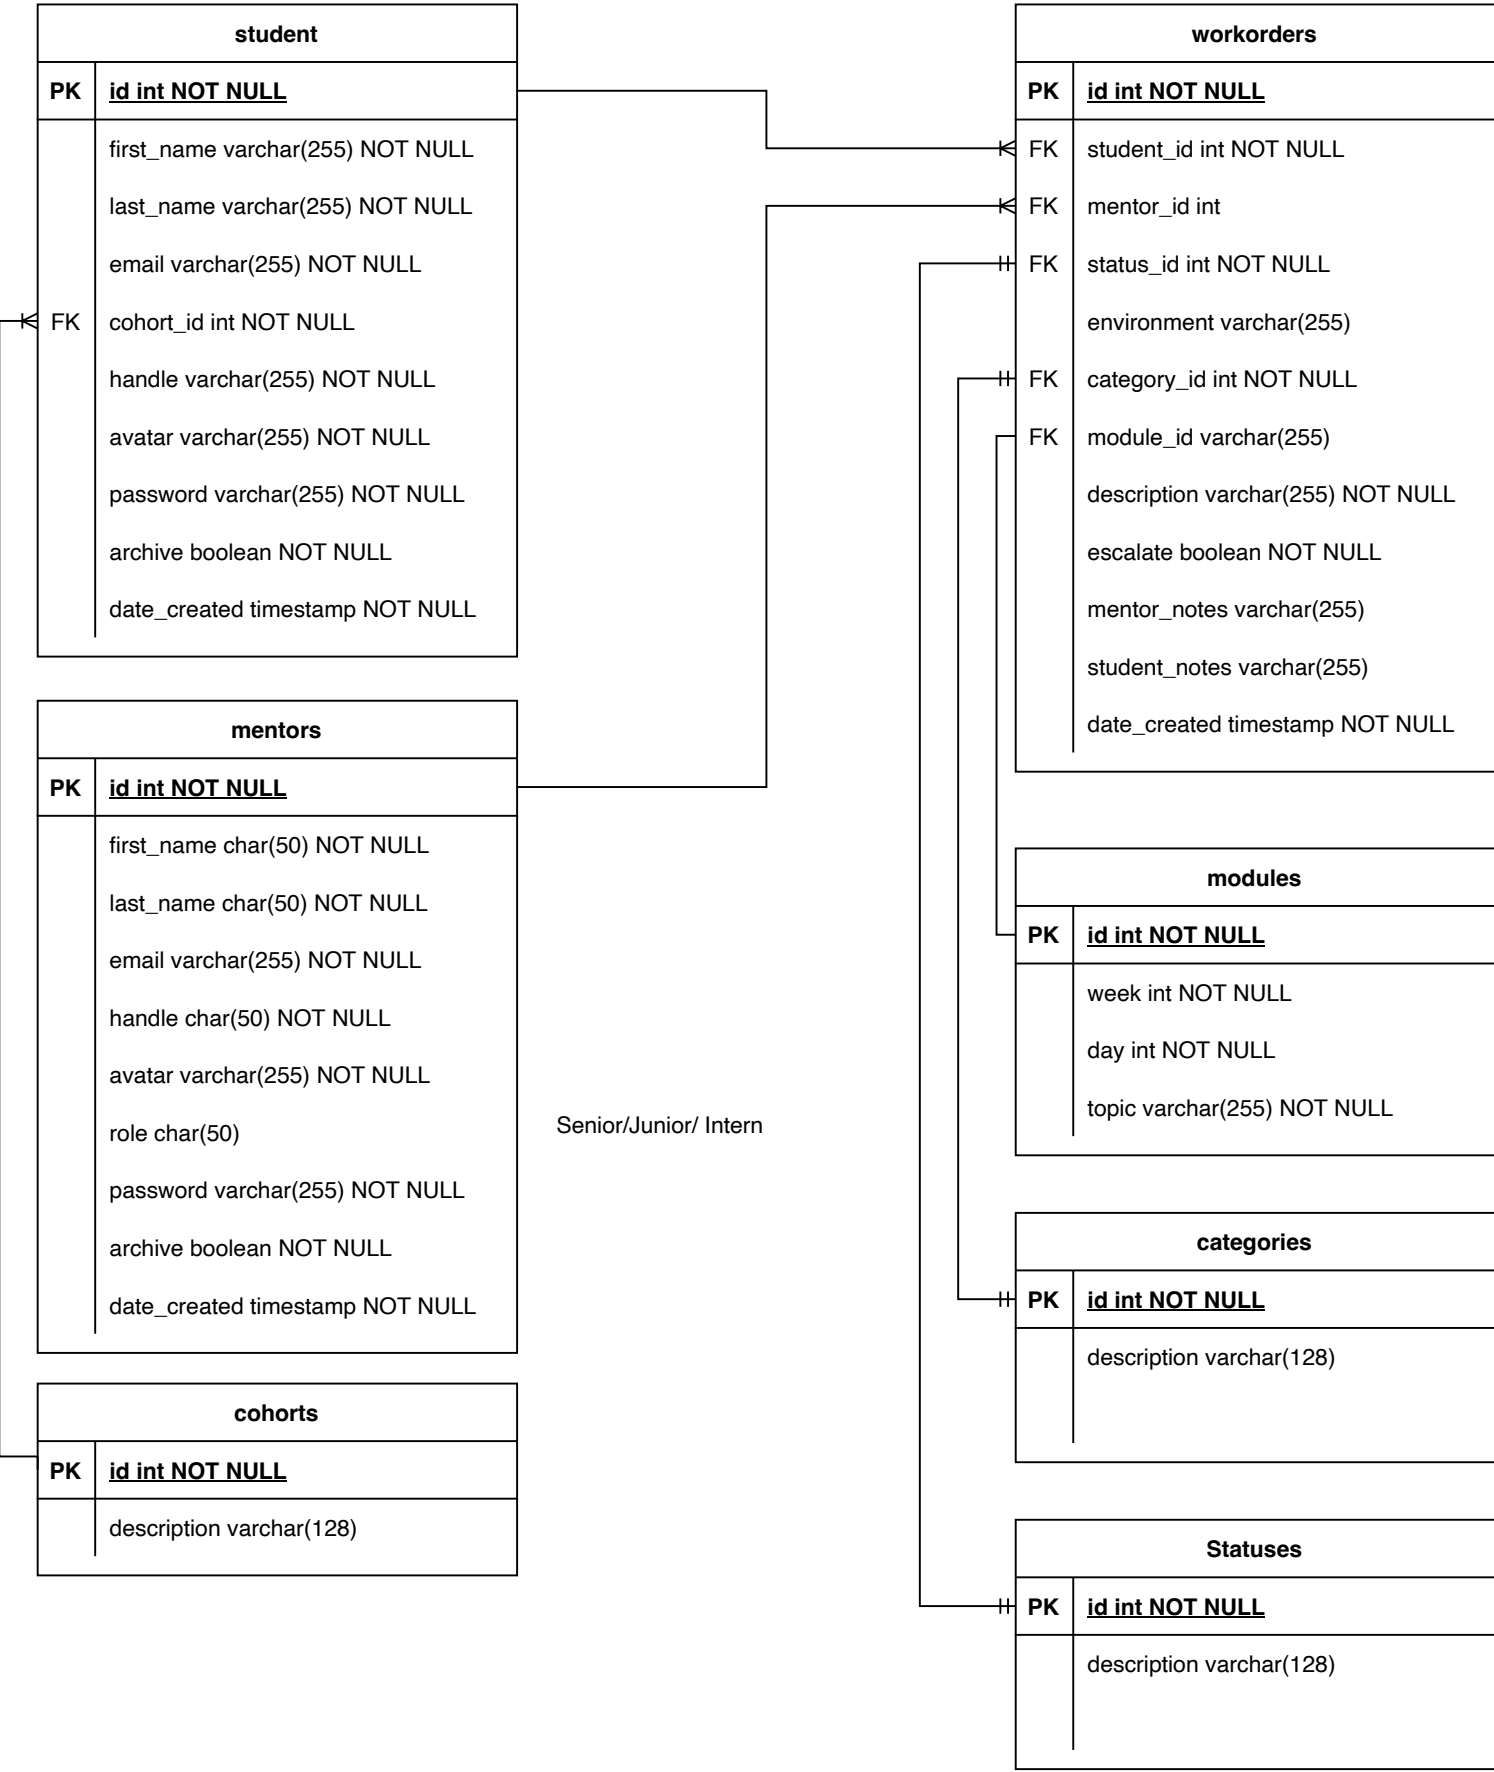 student
PK id int NOT NULL
first_name varchar(255) NOT NULL
last_name varchar(255) NOT NULL
email varchar(255) NOT NULL
FK cohort_id int NOT NULL
handle varchar(255) NOT NULL
avatar varchar(255) NOT NULL
password varchar(255) NOT NULL
archive boolean NOT NULL
date_created timestamp NOT NULL
mentors
PK id int NOT NULL
first_name char(50) NOT NULL
last_name char(50) NOT NULL
email varchar(255) NOT NULL
handle char(50) NOT NULL
avatar varchar(255) NOT NULL
role char(50)
password varchar(255) NOT NULL
archive boolean NOT NULL
date_created timestamp NOT NULL
Senior/Junior/ Intern
cohorts
PK id int NOT NULL
description varchar(128)
workorders
PK id int NOT NULL
FK student_id int NOT NULL
FK mentor_id int
FK status_id int NOT NULL
environment varchar(255)
FK category_id int NOT NULL
FK module_id varchar(255)
description varchar(255) NOT NULL
escalate boolean NOT NULL
mentor_notes varchar(255)
student_notes varchar(255)
date_created timestamp NOT NULL
modules
PK id int NOT NULL
week int NOT NULL
day int NOT NULL
topic varchar(255) NOT NULL
categories
PK id int NOT NULL
description varchar(128)
Statuses
PK id int NOT NULL
description varchar(128)